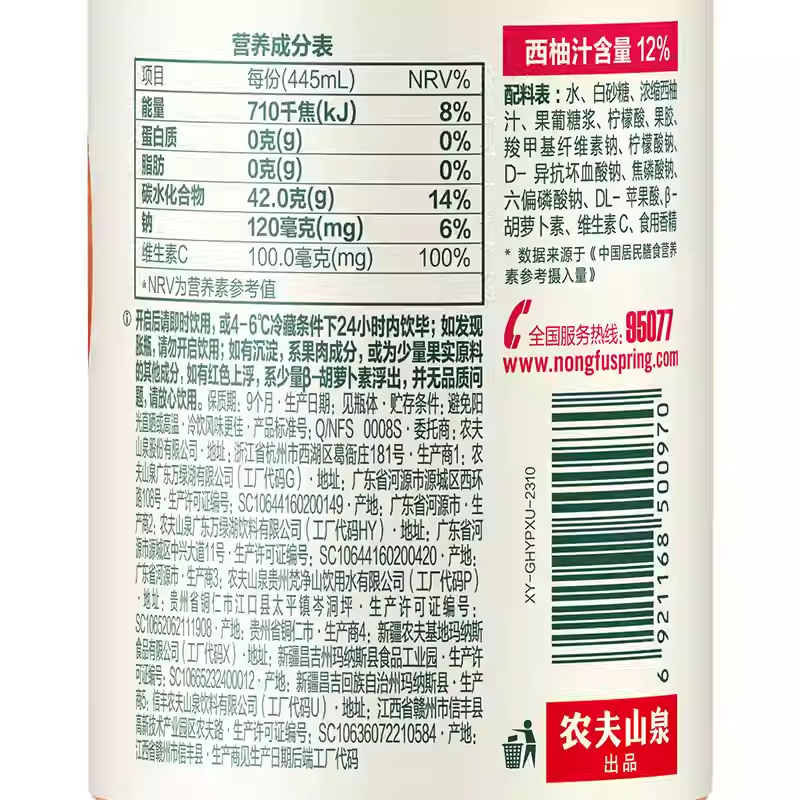 营养成分表
项目 每份(445mL) NRV%
能量 710千焦(kJ) 8%
蛋白质 0克(g) 0%
脂肪 0克(g) 0%
碳水化合物 42.0克(g) 14%
钠 120毫克(mg) 6%
维生素C 100.0毫克(mg) 100%
*NRV为营养素参考值
①开启后请即时饮用，或4-6℃冷藏条件下24小时内饮毕；如发现
胀瓶，请勿开启饮用；如有沉淀，系果肉成分，或为少量果实原料
的其他成分，如有红色上浮，系少量β-胡萝卜素浮出，并无品质问
题，请放心饮用。保质期：9个月·生产日期：见瓶体·贮存条件：避免阳
光直晒或高温·冷饮风味更佳·产品标准号：Q/NFS 0008S·委托商：农夫
山泉股份有限公司·地址：浙江省杭州市西湖区葛衙庄181号·生产商1：农
夫山泉广东万绿湖有限公司（工厂代码G）·地址：广东省河源市源城区西环
路108号·生产许可证编号：SC10644160200149·产地：广东省河源市·生
产商2：农夫山泉广东万绿湖饮料有限公司（工厂代码HY）·地址：广东省河
源市源城区中兴大道11号·生产许可证编号：SC10644160200420·产地：
广东省河源市·生产商3：农夫山泉贵州梵净山饮用水有限公司（工厂代码P）
·地址：贵州省铜仁市江口县太平镇岑洞坪·生产许可证编号：
SC10652062111908·产地：贵州省铜仁市·生产商4：新疆农夫基地玛纳斯
食品有限公司（工厂代码X）·地址：新疆昌吉州玛纳斯县食品工业园·生产
许可证编号：SC10665232400012·产地：新疆昌吉回族自治州玛纳斯县·生产
商5：信丰农夫山泉饮料有限公司（工厂代码U）·地址：江西省赣州市信丰县
高新技术产业园区农夫路·生产许可证编号：SC10636072210584·产地：
江西省赣州市信丰县·生产商见生产日期后端工厂代码
西柚汁含量 12%
配料表：水、白砂糖、浓缩西柚
汁、果葡糖浆、柠檬酸、果胶、
羧甲基纤维素钠、柠檬酸钠、
D-异抗坏血酸钠、焦磷酸钠、
六偏磷酸钠、DL-苹果酸、β-
胡萝卜素、维生素C、食用香精
* 数据来源于《中国居民膳食营养
素参考摄入量》
全国服务热线：95077
www.nongfuspring.com
XY-GHYPXU-2310
6 921168 500970
农夫山泉
出品